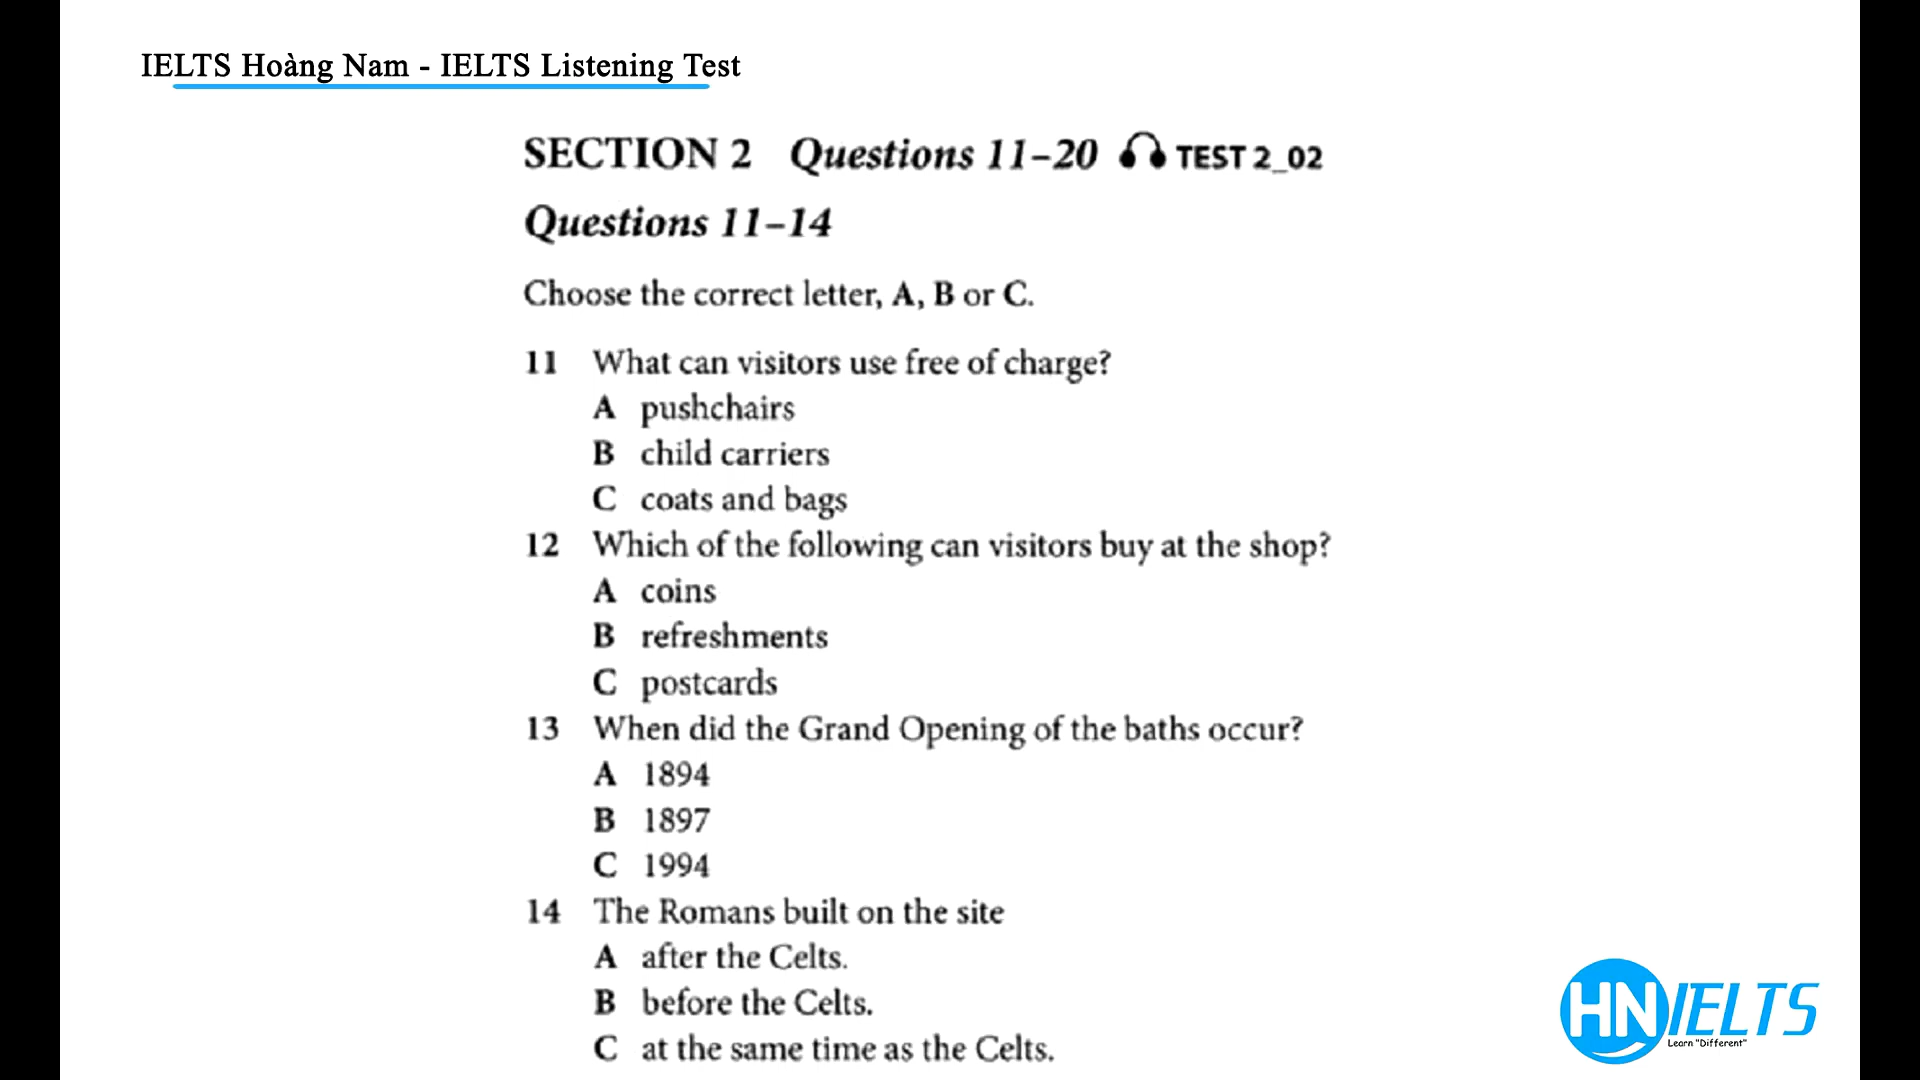 IELTS Hoàng Nam - IELTS Listening Test
SECTION 2 Questions 11–20 TEST 2_02
Questions 11–14
Choose the correct letter, A, B or C.
11 What can visitors use free of charge?
A pushchairs
B child carriers
C coats and bags
12 Which of the following can visitors buy at the shop?
A coins
B refreshments
C postcards
13 When did the Grand Opening of the baths occur?
A 1894
B 1897
C 1994
14 The Romans built on the site
A after the Celts.
B before the Celts.
C at the same time as the Celts.
HN IELTS
Learn "Different"